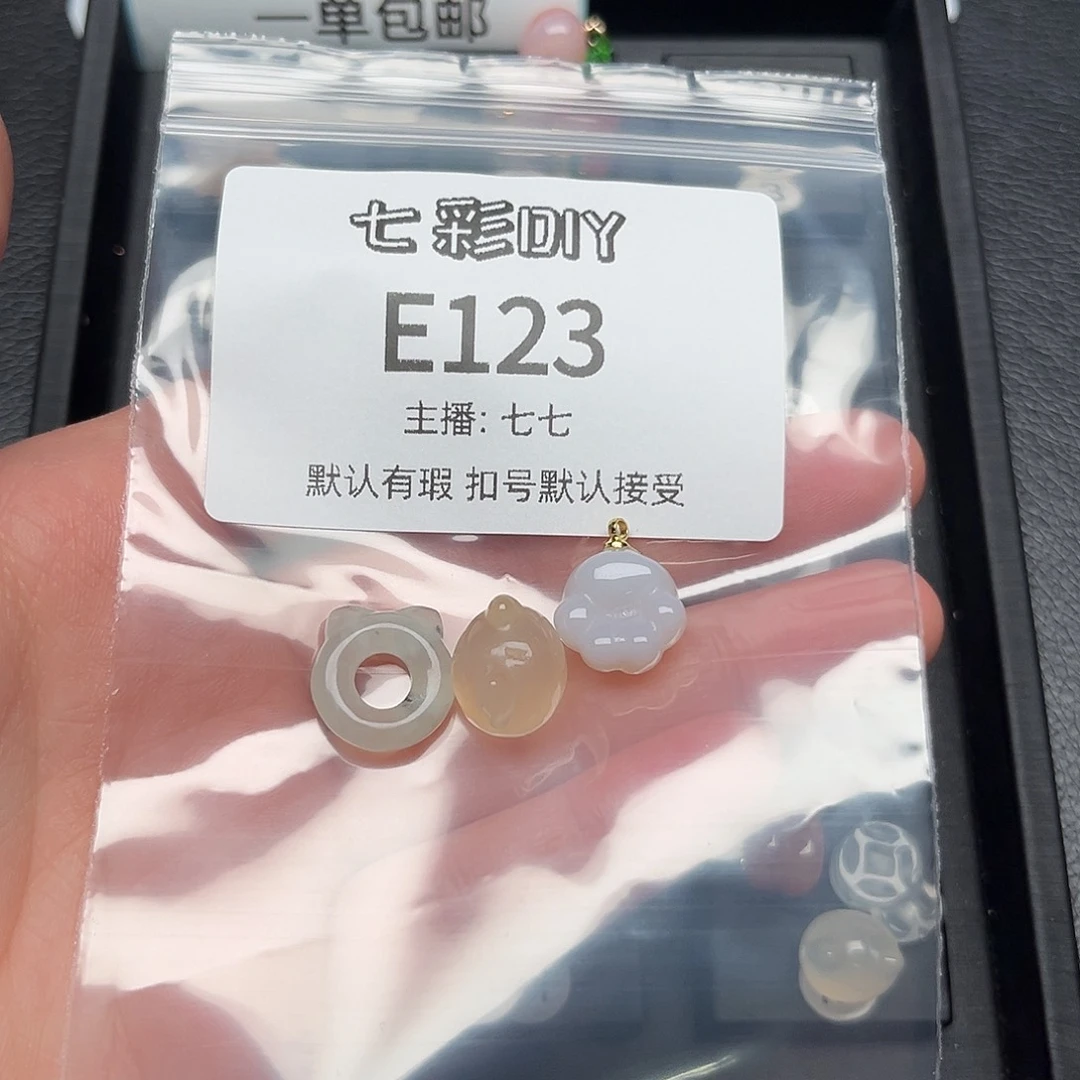 一单包邮
七彩DIY
E123
主播: 七七
默认有瑕 扣号默认接受